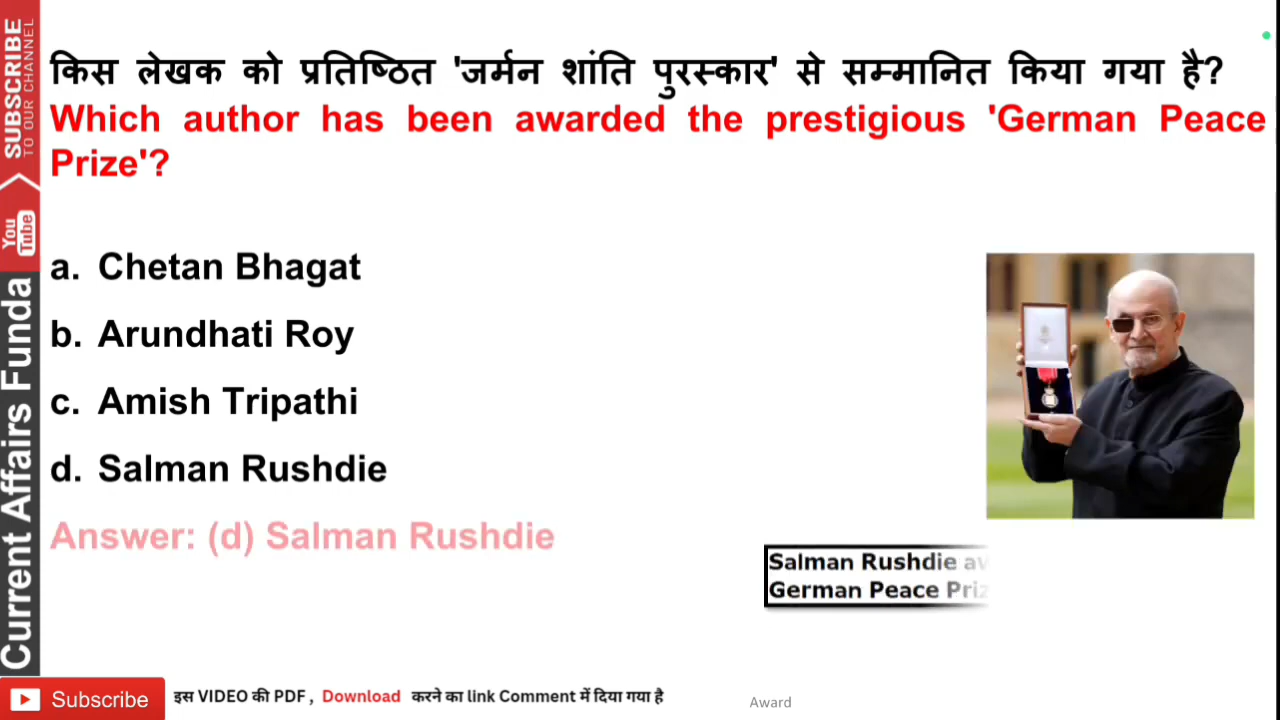 SUBSCRIBE
TO OUR CHANNEL
You
Tube
Current Affairs Funda
किस लेखक को प्रतिष्ठित 'जर्मन शांति पुरस्कार' से सम्मानित किया गया है?
Which author has been awarded the prestigious 'German Peace
Prize'?
a. Chetan Bhagat
b. Arundhati Roy
c. Amish Tripathi
d. Salman Rushdie
Answer: (d) Salman Rushdie
Salman Rushdie
German Peace
Subscribe
इस VIDEO की PDF , Download करने का link Comment में दिया गया है
Award